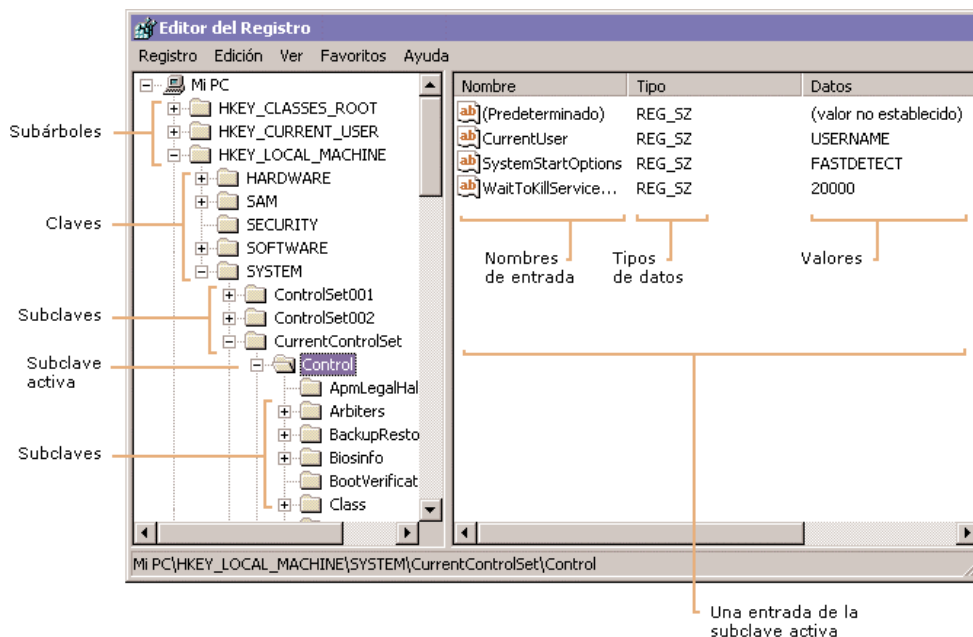 Editor del Registro
Registro Edición Ver Favoritos Ayuda
Mi PC
HKEY_CLASSES_ROOT
HKEY_CURRENT_USER
HKEY_LOCAL_MACHINE
HARDWARE
SAM
SECURITY
SOFTWARE
SYSTEM
ControlSet001
ControlSet002
CurrentControlSet
Control
ApmLegalHal
Arbiters
BackupResto
Biosinfo
BootVerificat
Class
Nombre Tipo Datos
(Predeterminado) REG_SZ (valor no establecido)
CurrentUser REG_SZ USERNAME
SystemStartOptions REG_SZ FASTDETECT
WaitToKillService... REG_SZ 20000
Subárboles
Claves
Subclaves
Subclave
activa
Subclaves
Nombres
de entrada
Tipos
de datos
Valores
Mi PC\HKEY_LOCAL_MACHINE\SYSTEM\CurrentControlSet\Control
Una entrada de la
subclave activa